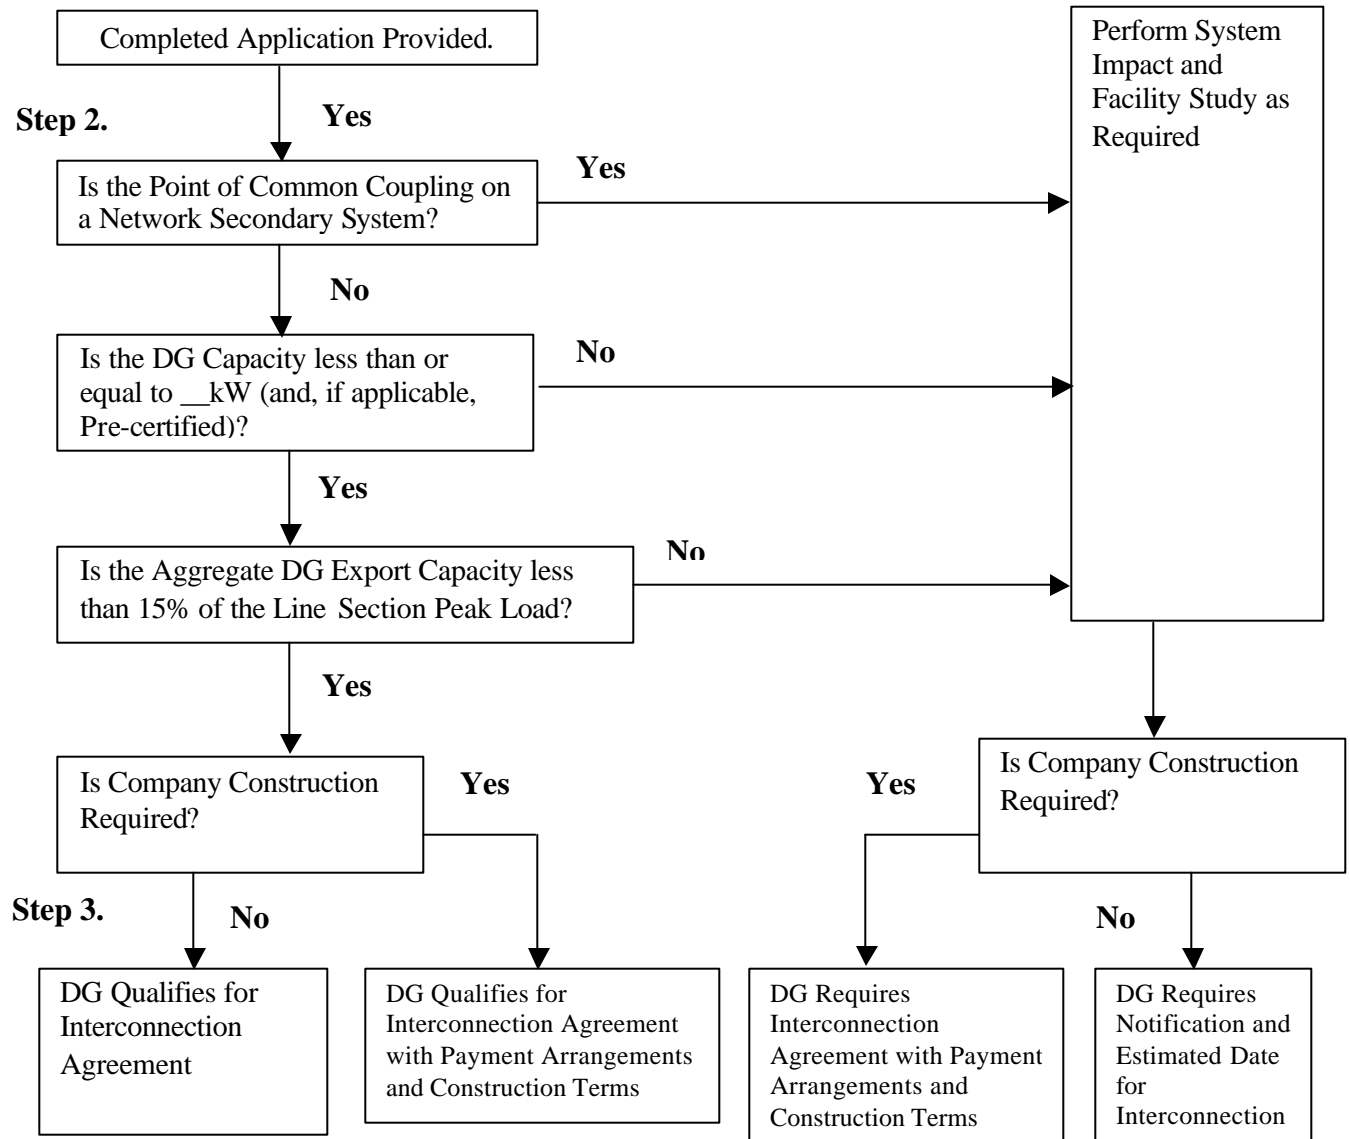 Completed Application Provided.
Perform System
Impact and
Facility Study as
Required
Step 2.
Yes
Is the Point of Common Coupling on
a Network Secondary System?
Yes
No
Is the DG Capacity less than or
equal to __kW (and, if applicable,
Pre-certified)?
No
Yes
Is the Aggregate DG Export Capacity less
than 15% of the Line Section Peak Load?
No
Yes
Is Company Construction
Required?
Yes
Yes
Is Company Construction
Required?
Step 3.
No
No
DG Qualifies for
Interconnection
Agreement
DG Qualifies for
Interconnection Agreement
with Payment Arrangements
and Construction Terms
DG Requires
Interconnection
Agreement with Payment
Arrangements and
Construction Terms
DG Requires
Notification and
Estimated Date
for
Interconnection